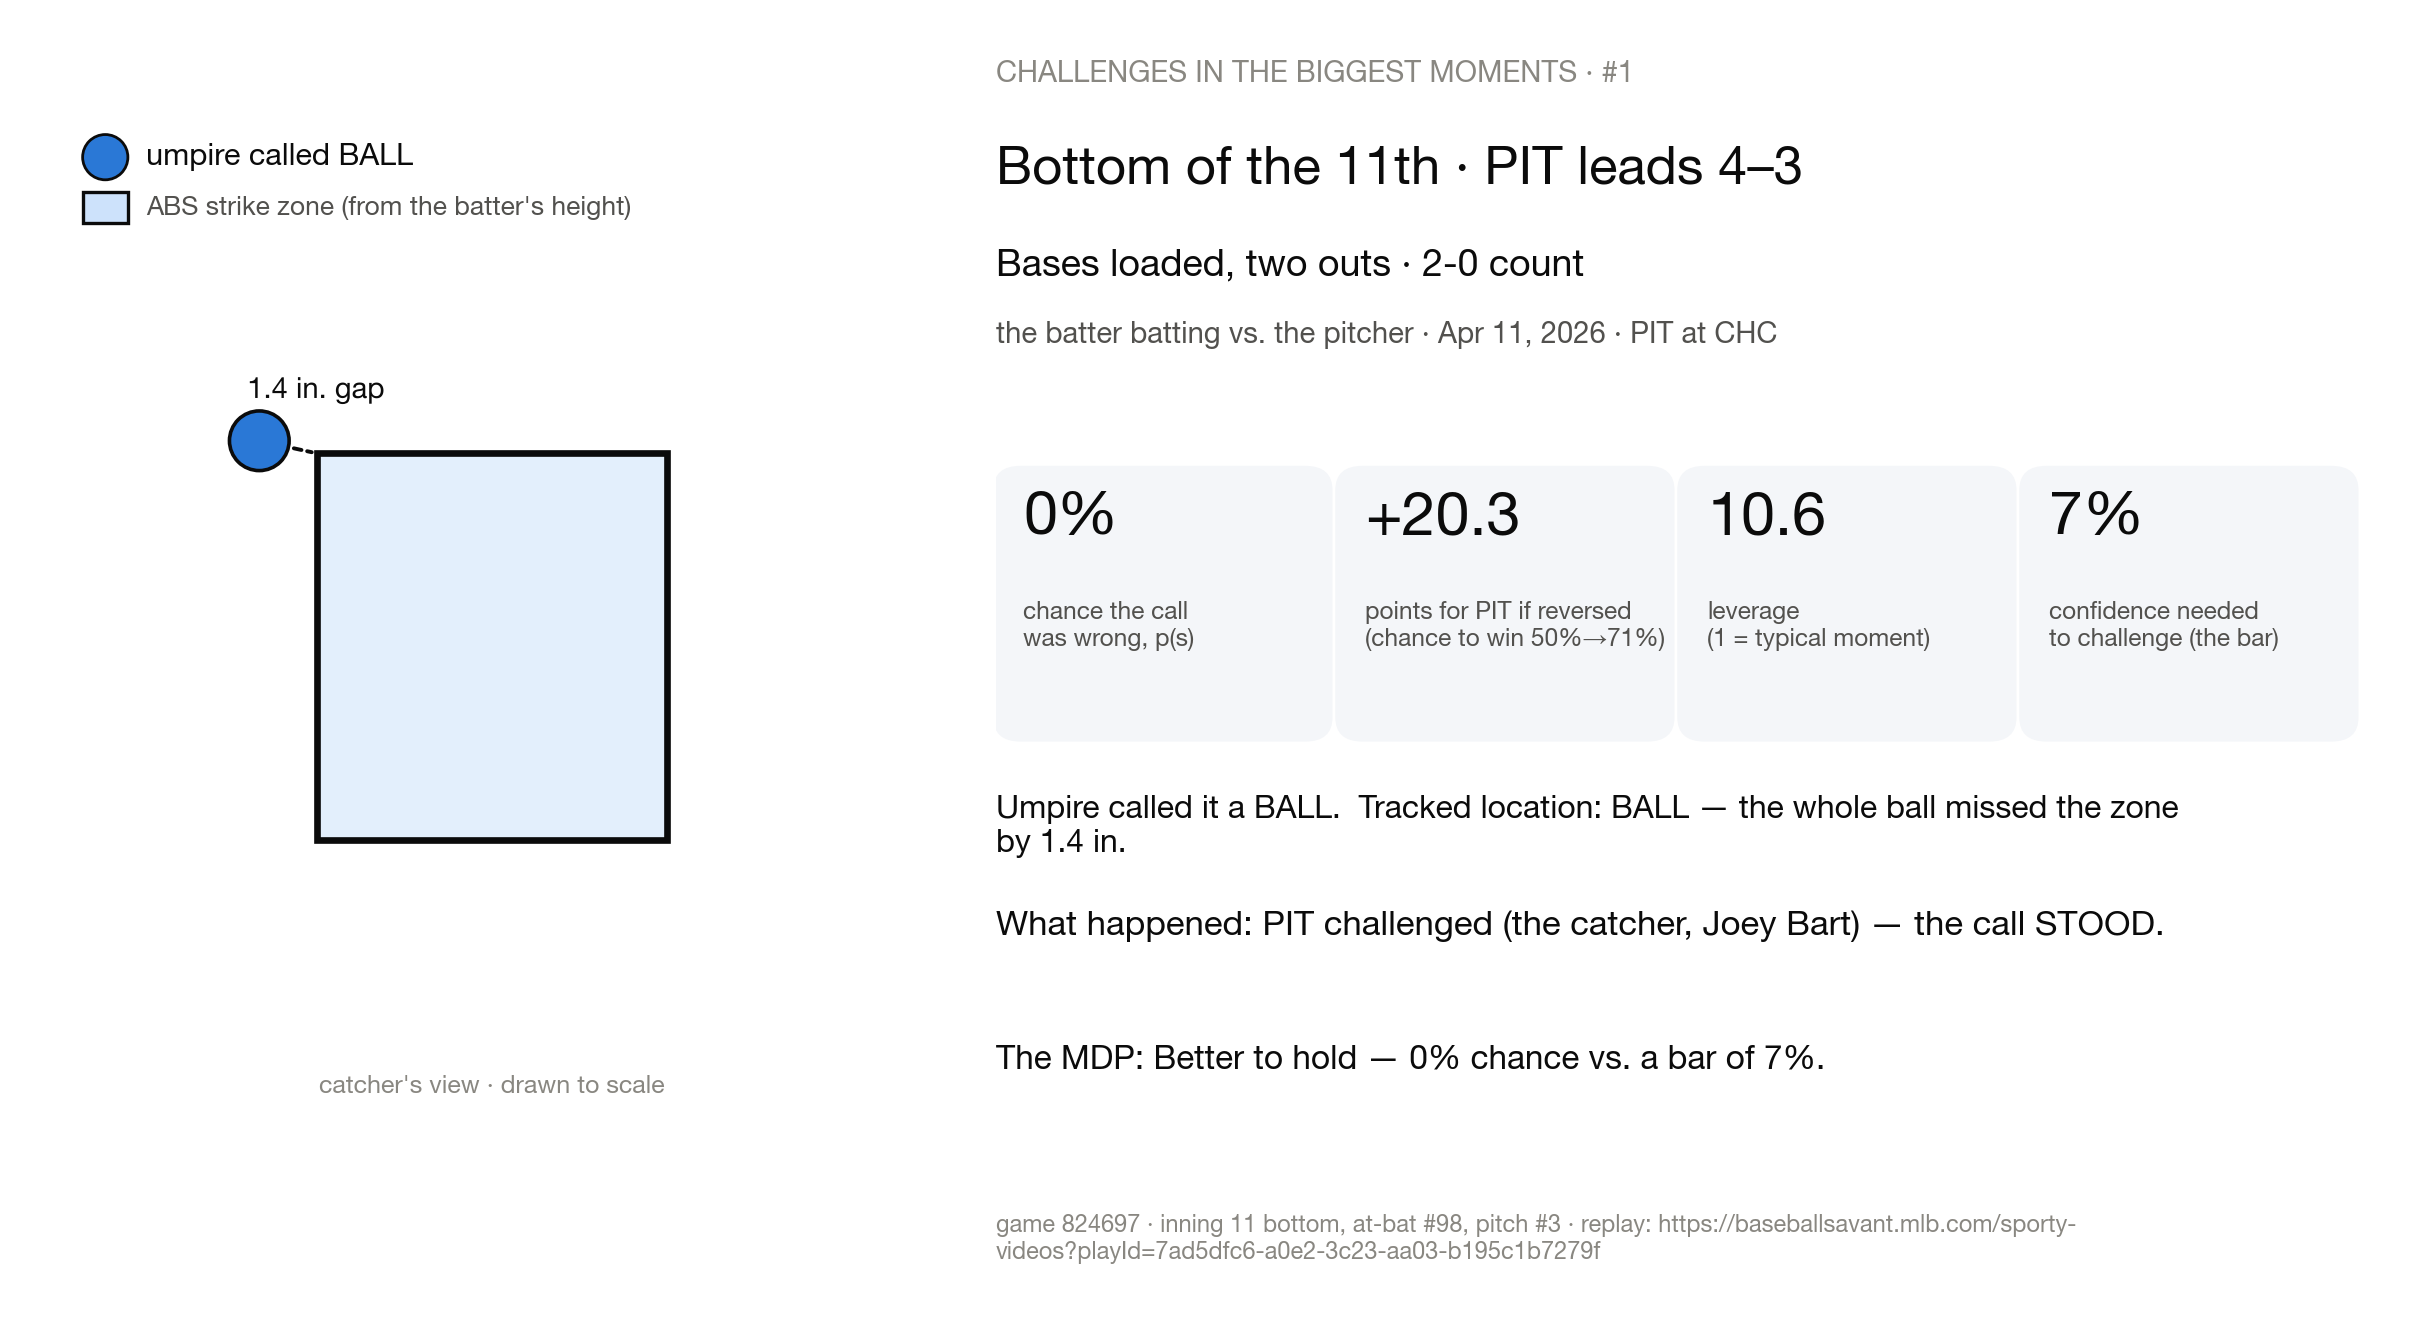 CHALLENGES IN THE BIGGEST MOMENTS · #1
umpire called BALL
ABS strike zone (from the batter's height)
Bottom of the 11th · PIT leads 4–3
Bases loaded, two outs · 2-0 count
the batter batting vs. the pitcher · Apr 11, 2026 · PIT at CHC
1.4 in. gap
0%
chance the call
was wrong, p(s)
+20.3
points for PIT if reversed
(chance to win 50%→71%)
10.6
leverage
(1 = typical moment)
7%
confidence needed
to challenge (the bar)
Umpire called it a BALL.  Tracked location: BALL — the whole ball missed the zone
by 1.4 in.
What happened: PIT challenged (the catcher, Joey Bart) — the call STOOD.
The MDP: Better to hold — 0% chance vs. a bar of 7%.
catcher's view · drawn to scale
game 824697 · inning 11 bottom, at-bat #98, pitch #3 · replay: https://baseballsavant.mlb.com/sporty-
videos?playId=7ad5dfc6-a0e2-3c23-aa03-b195c1b7279f